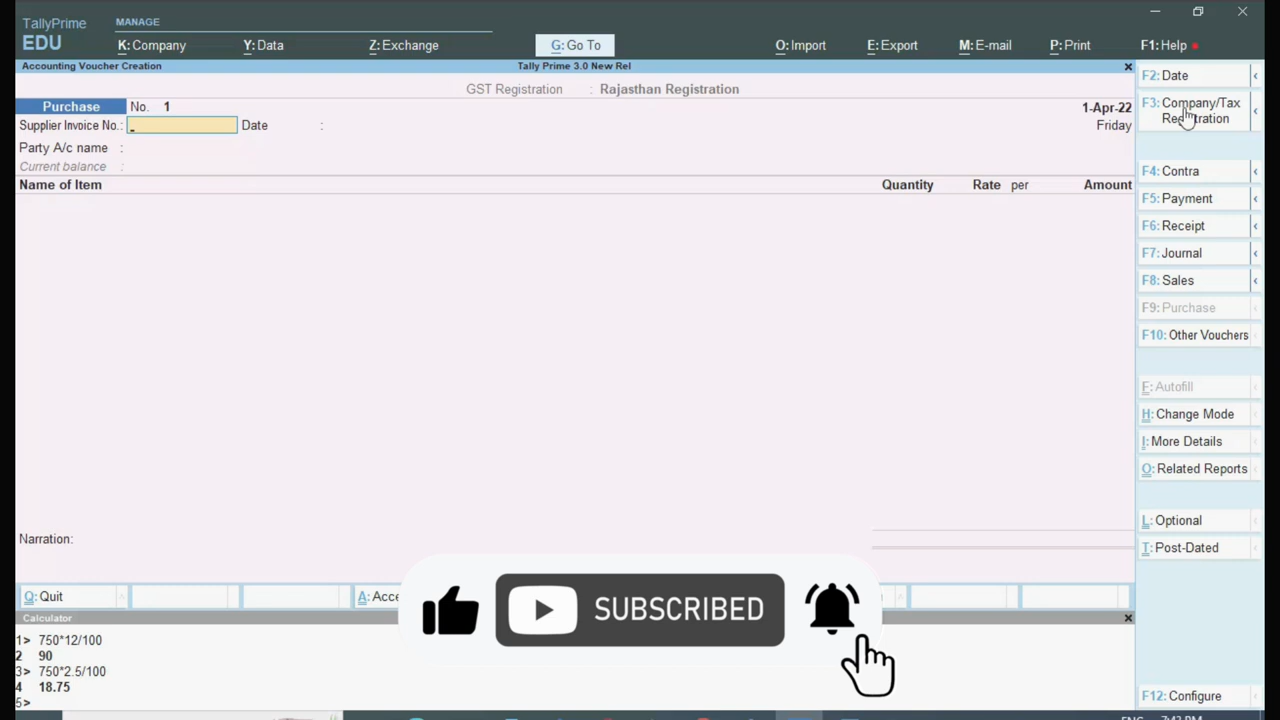 TallyPrime
EDU
MANAGE
K: Company
Y: Data
Z: Exchange
G: Go To
O: Import
E: Export
M: E-mail
P: Print
F1: Help
Accounting Voucher Creation
Tally Prime 3.0 New Rel
GST Registration : Rajasthan Registration
Purchase No. 1
1-Apr-22
Supplier Invoice No.: Date :
Friday
Party A/c name :
Current balance :
Name of Item Quantity Rate per Amount
Narration:
F2: Date
F3: Company/Tax
Registration
F4: Contra
F5: Payment
F6: Receipt
F7: Journal
F8: Sales
F9: Purchase
F10: Other Vouchers
F: Autofill
H: Change Mode
I: More Details
O: Related Reports
L: Optional
T: Post-Dated
F12: Configure
Q: Quit
A: Acce
SUBSCRIBED
Calculator
1> 750*12/100
2 90
3> 750*2.5/100
4 18.75
5>